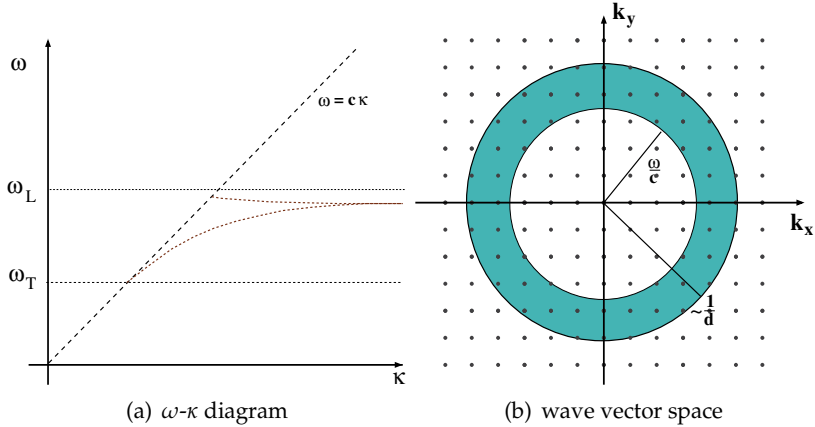 ω
ω = c κ
ω_L
ω_T
κ
(a) ω-κ diagram
k_y
ω/c
k_x
~1/d
(b) wave vector space